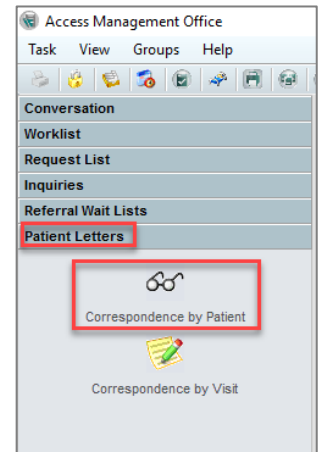 Access Management Office
Task View Groups Help
Conversation
Worklist
Request List
Inquiries
Referral Wait Lists
Patient Letters
Correspondence by Patient
Correspondence by Visit